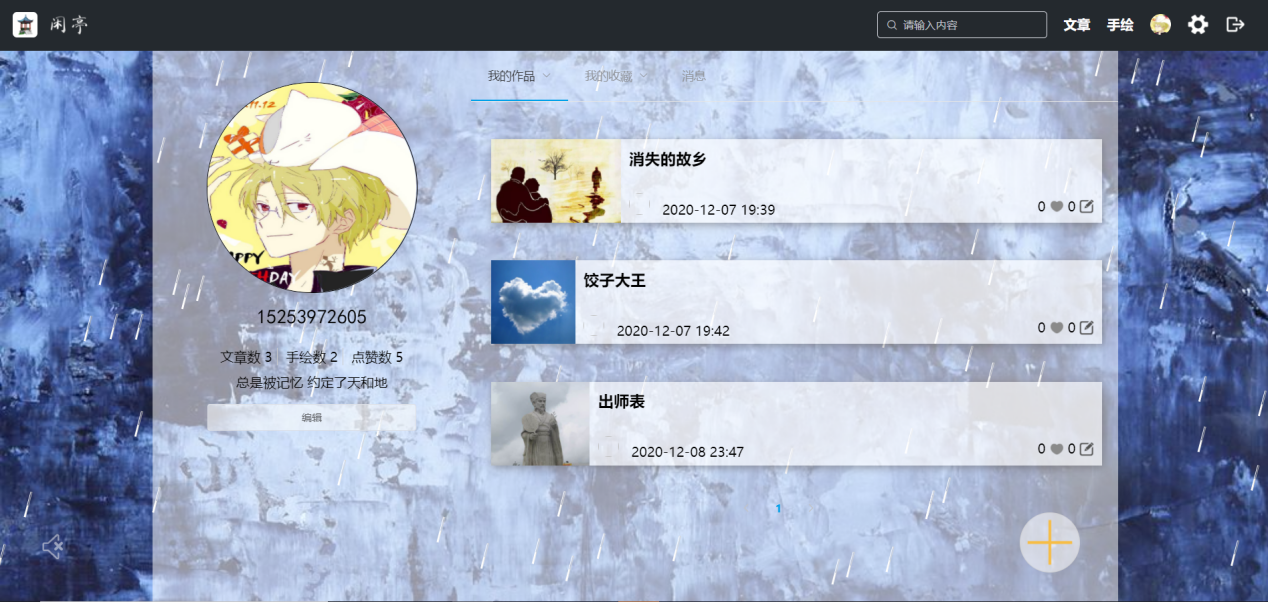 闲亭
请输入内容
文章
手绘
我的作品
我的收藏
消息
11.12
PPY
HDAY
15253972605
文章数 3 手绘数 2 点赞数 5
总是被记忆 约定了天和地
编辑
消失的故乡
2020-12-07 19:39
0 0
饺子大王
2020-12-07 19:42
0 0
出师表
2020-12-08 23:47
0 0
1